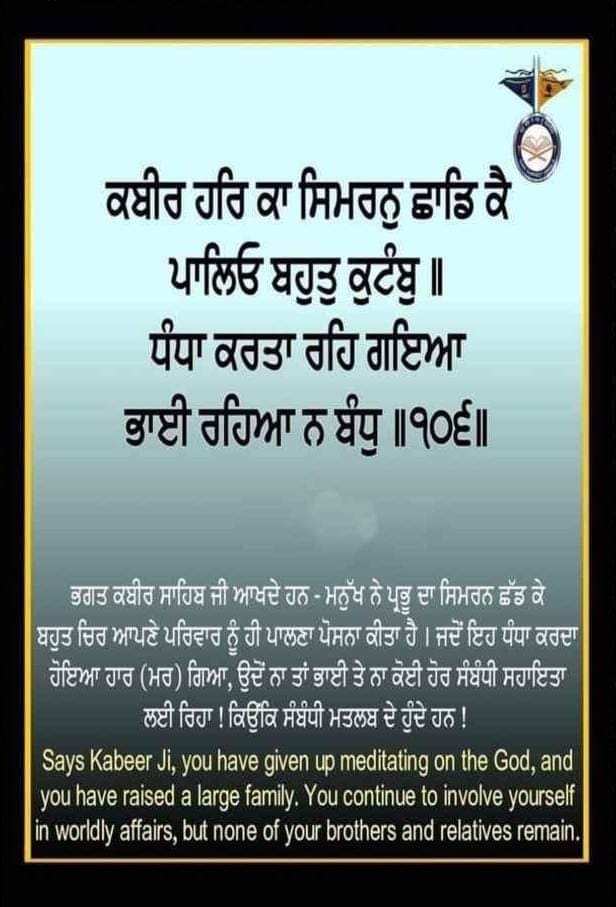 ਕਬੀਰ ਹਰਿ ਕਾ ਸਿਮਰਨੁ ਛਾਡਿ ਕੈ
ਪਾਲਿਓ ਬਹੁਤੁ ਕੁਟੰਬੁ ॥
ਧੰਧਾ ਕਰਤਾ ਰਹਿ ਗਇਆ
ਭਾਈ ਰਹਿਆ ਨ ਬੰਧੁ ॥੧੦੬॥
ਭਗਤ ਕਬੀਰ ਸਾਹਿਬ ਜੀ ਆਖਦੇ ਹਨ - ਮਨੁੱਖ ਨੇ ਪ੍ਰਭੂ ਦਾ ਸਿਮਰਨ ਛੱਡ ਕੇ
ਬਹੁਤ ਚਿਰ ਆਪਣੇ ਪਰਿਵਾਰ ਨੂੰ ਹੀ ਪਾਲਣਾ ਪੋਸਨਾ ਕੀਤਾ ਹੈ । ਜਦੋਂ ਇਹ ਧੰਧਾ ਕਰਦਾ
ਹੋਇਆ ਹਾਰ (ਮਰ) ਗਿਆ, ਉਦੋਂ ਨਾ ਤਾਂ ਭਾਈ ਤੇ ਨਾ ਕੋਈ ਹੋਰ ਸੰਬੰਧੀ ਸਹਾਇਤਾ
ਲਈ ਰਿਹਾ ! ਕਿਉਂਕਿ ਸੰਬੰਧੀ ਮਤਲਬ ਦੇ ਹੁੰਦੇ ਹਨ !
Says Kabeer Ji, you have given up meditating on the God, and
you have raised a large family. You continue to involve yourself
in worldly affairs, but none of your brothers and relatives remain.